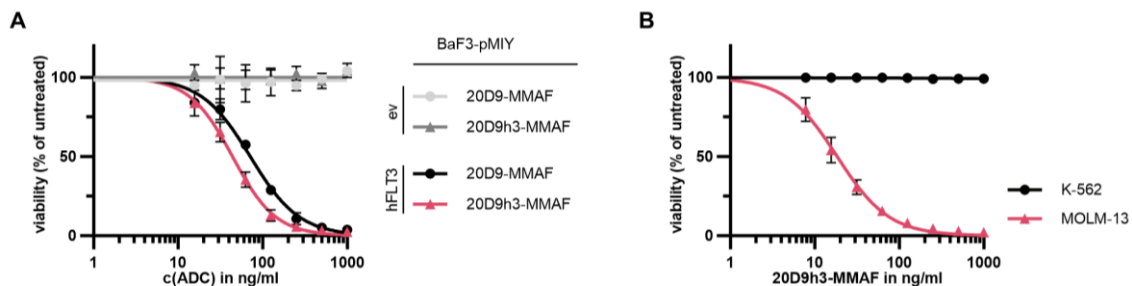 A
viability (% of untreated)
100
50
0
1
10
100
1000
c(ADC) in ng/ml
BaF3-pMIY
ev
20D9-MMAF
20D9h3-MMAF
hFLT3
20D9-MMAF
20D9h3-MMAF
B
viability (% of untreated)
100
50
0
1
10
100
1000
20D9h3-MMAF in ng/ml
K-562
MOLM-13